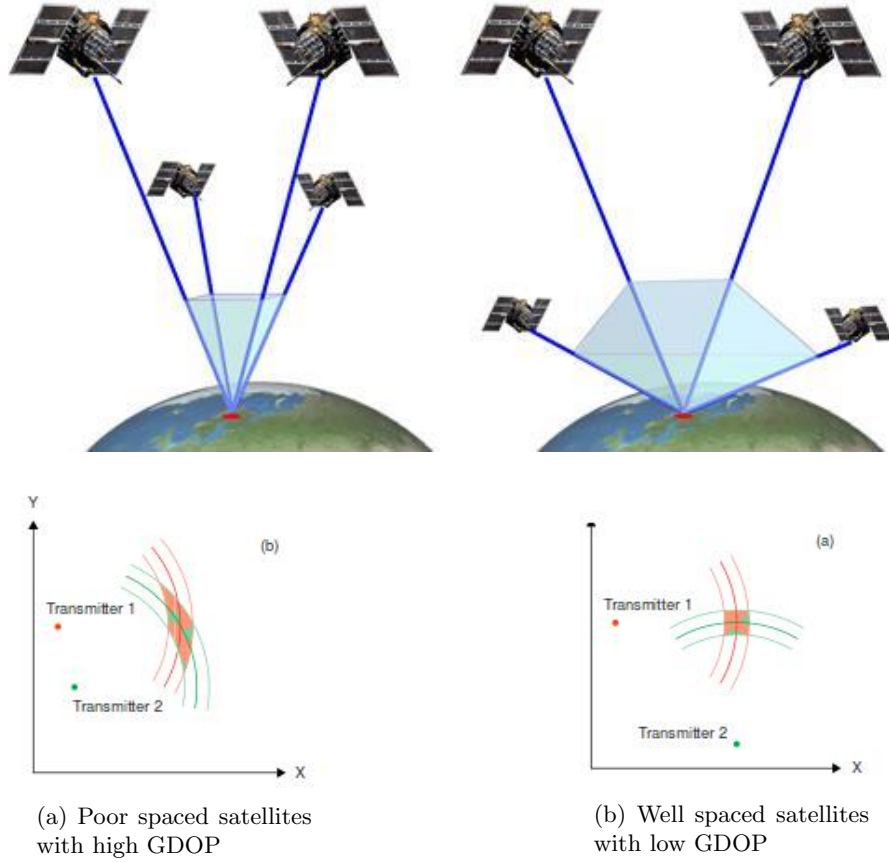 Y
(b)
Transmitter 1
Transmitter 2
X
(a)
Transmitter 1
Transmitter 2
X
(a) Poor spaced satellites
with high GDOP
(b) Well spaced satellites
with low GDOP